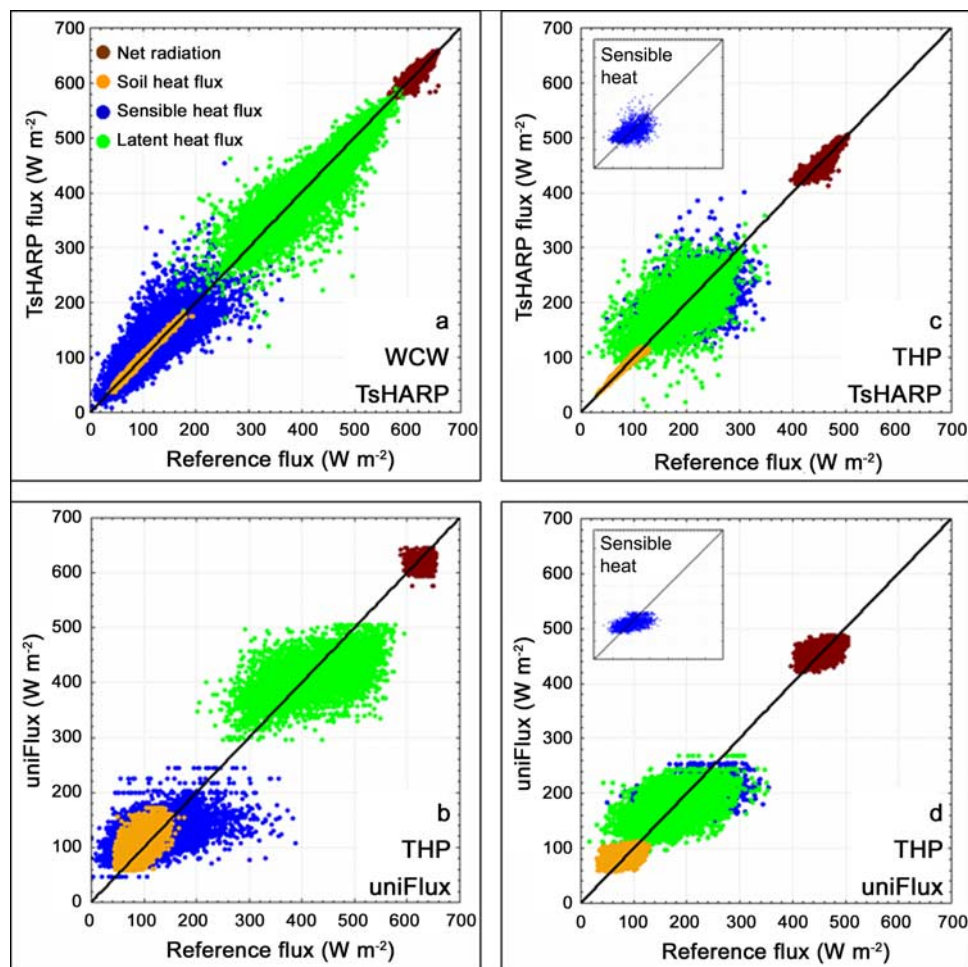 700
600
500
400
300
200
100
0
TsHARP flux (W m-2)
Net radiation
Soil heat flux
Sensible heat flux
Latent heat flux
a
WCW
TsHARP
0 100 200 300 400 500 600 700
Reference flux (W m-2)
700
600
500
400
300
200
100
0
TsHARP flux (W m-2)
Sensible
heat
c
THP
TsHARP
0 100 200 300 400 500 600 700
Reference flux (W m-2)
700
600
500
400
300
200
100
0
uniFlux (W m-2)
b
THP
uniFlux
0 100 200 300 400 500 600 700
Reference flux (W m-2)
700
600
500
400
300
200
100
0
uniFlux (W m-2)
Sensible
heat
d
THP
uniFlux
0 100 200 300 400 500 600 700
Reference flux (W m-2)